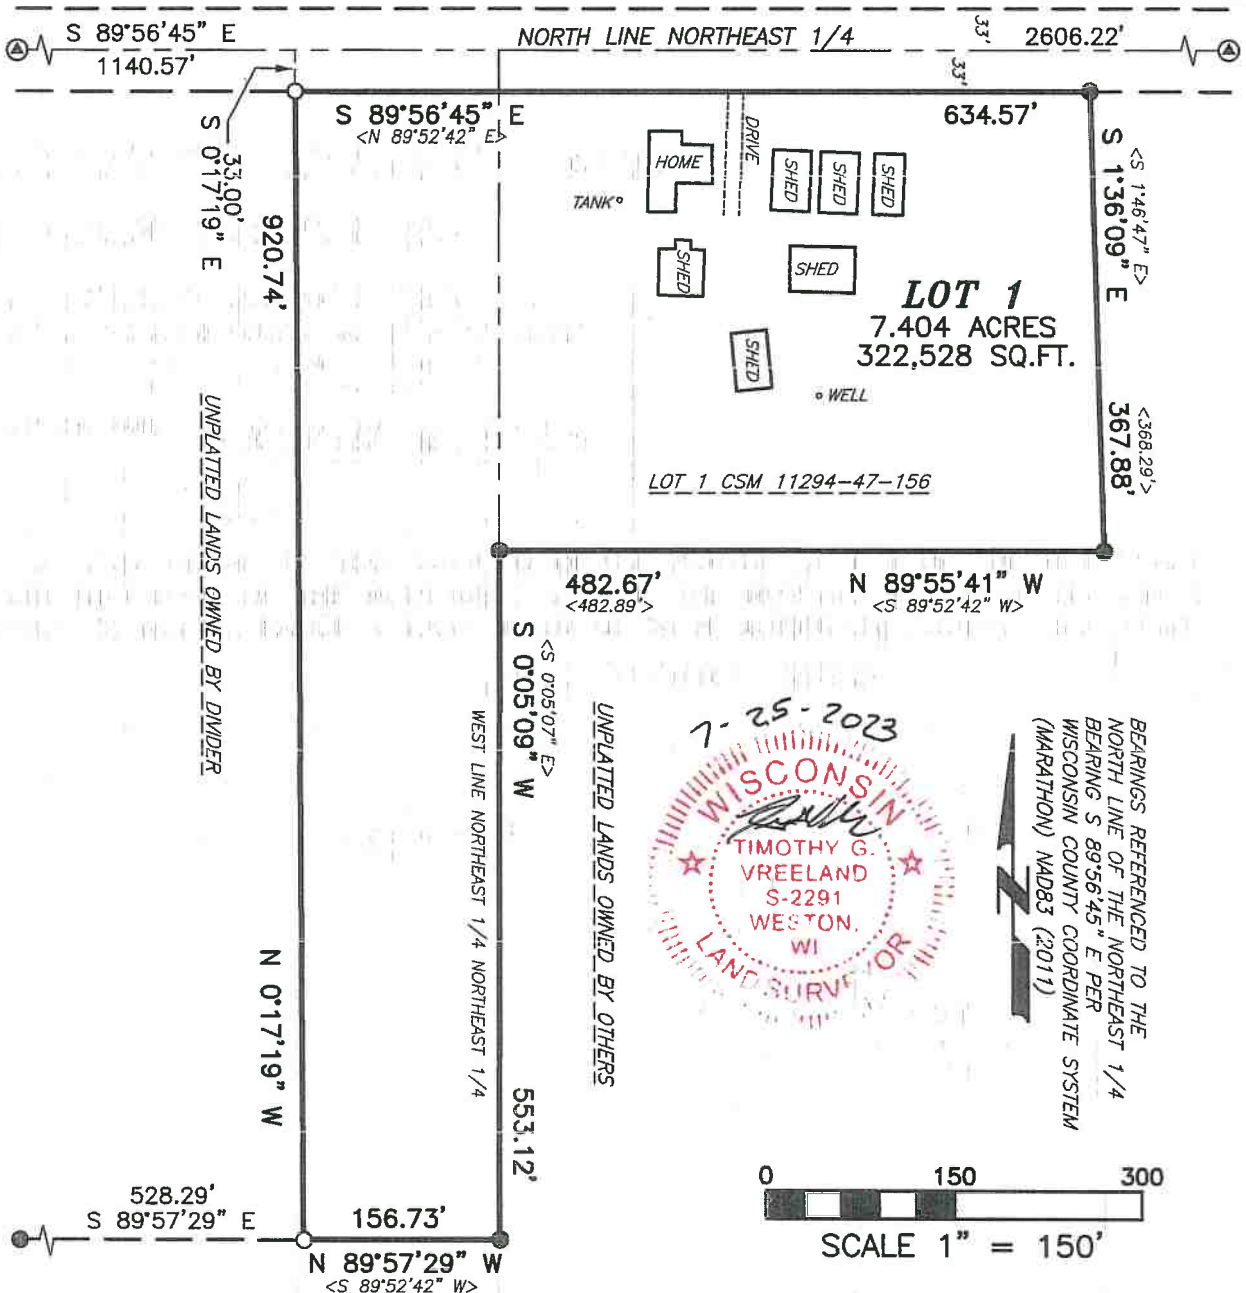 S 89°56'45" E
1140.57'
NORTH LINE NORTHEAST 1/4
33'
33'
2606.22'
S 89°56'45" E
<N 89°52'42" E>
634.57'
33.00'
S 0°17'19" E
920.74'
HOME
DRIVE
TANK
SHED
SHED
SHED
SHED
SHED
SHED
WELL
LOT 1
7.404 ACRES
322,528 SQ.FT.
<S 1°46'47" E>
S 1°36'09" E
<368.29'>
367.88'
LOT 1 CSM 11294-47-156
482.67'
<482.89'>
N 89°55'41" W
<S 89°52'42" W>
UNPLATTED LANDS OWNED BY DIVIDER
<S 0°05'07" E>
S 0°05'09" W
WEST LINE NORTHEAST 1/4 NORTHEAST 1/4
553.12'
UNPLATTED LANDS OWNED BY OTHERS
N 0°17'19" W
7-25-2023
WISCONSIN
TIMOTHY G.
VREELAND
S-2291
WESTON,
WI
LAND SURVEYOR
N
BEARINGS REFERENCED TO THE
NORTH LINE OF THE NORTHEAST 1/4
BEARING S 89°56'45" E PER
WISCONSIN COUNTY COORDINATE SYSTEM
(MARATHON) NAD83 (2011)
528.29'
S 89°57'29" E
156.73'
N 89°57'29" W
<S 89°52'42" W>
0 150 300
SCALE 1" = 150'